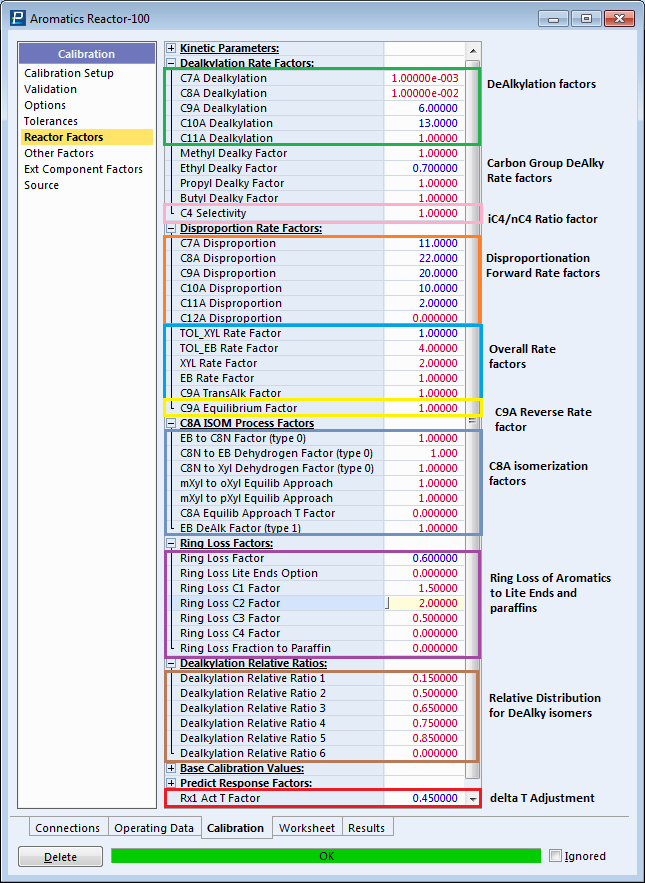 Aromatics Reactor-100
Calibration
Calibration Setup
Validation
Options
Tolerances
Reactor Factors
Other Factors
Ext Component Factors
Source
Kinetic Parameters:
Dealkylation Rate Factors:
C7A Dealkylation 1.00000e-003
C8A Dealkylation 1.00000e-002
C9A Dealkylation 6.00000
C10A Dealkylation 13.0000
C11A Dealkylation 1.00000
Methyl Dealky Factor 1.00000
Ethyl Dealky Factor 0.700000
Propyl Dealky Factor 1.00000
Butyl Dealky Factor 1.00000
C4 Selectivity 1.00000
Disproportion Rate Factors:
C7A Disproportion 11.0000
C8A Disproportion 22.0000
C9A Disproportion 20.0000
C10A Disproportion 10.0000
C11A Disproportion 2.00000
C12A Disproportion 0.000000
TOL_XYL Rate Factor 1.00000
TOL_EB Rate Factor 4.00000
XYL Rate Factor 2.00000
EB Rate Factor 1.00000
C9A TransAlk Factor 1.00000
C9A Equilibrium Factor 1.00000
C8A ISOM Process Factors
EB to C8N Factor (type 0) 1.00000
C8N to EB Dehydrogen Factor (type 0) 1.000
C8N to Xyl Dehydrogen Factor (type 0) 1.00000
mXyl to oXyl Equilib Approach 1.00000
mXyl to pXyl Equilib Approach 1.00000
C8A Equilib Approach T Factor 0.000000
EB DeAlk Factor (type 1) 1.00000
Ring Loss Factors:
Ring Loss Factor 0.600000
Ring Loss Lite Ends Option 0.000000
Ring Loss C1 Factor 1.50000
Ring Loss C2 Factor 2.00000
Ring Loss C3 Factor 0.500000
Ring Loss C4 Factor 0.000000
Ring Loss Fraction to Paraffin 0.000000
Dealkylation Relative Ratios:
Dealkylation Relative Ratio 1 0.150000
Dealkylation Relative Ratio 2 0.500000
Dealkylation Relative Ratio 3 0.650000
Dealkylation Relative Ratio 4 0.750000
Dealkylation Relative Ratio 5 0.850000
Dealkylation Relative Ratio 6 0.000000
Base Calibration Values:
Predict Response Factors:
Rx1 Act T Factor 0.450000
DeAlkylation factors
Carbon Group DeAlky
Rate factors
iC4/nC4 Ratio factor
Disproportionation
Forward Rate factors
Overall Rate
factors
C9A Reverse Rate
factor
C8A isomerization
factors
Ring Loss of Aromatics
to Lite Ends and
paraffins
Relative Distribution
for DeAlky isomers
delta T Adjustment
Connections Operating Data Calibration Worksheet Results
Delete OK Ignored